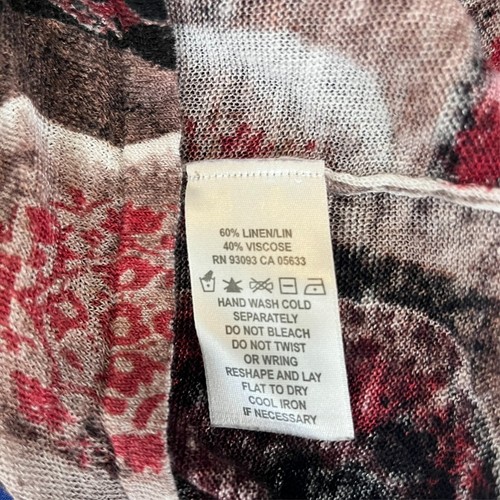 60% LINEN/LIN
40% VISCOSE
RN 93093 CA 05633
HAND WASH COLD
SEPARATELY
DO NOT BLEACH
DO NOT TWIST
OR WRING
RESHAPE AND LAY
FLAT TO DRY
COOL IRON
IF NECESSARY